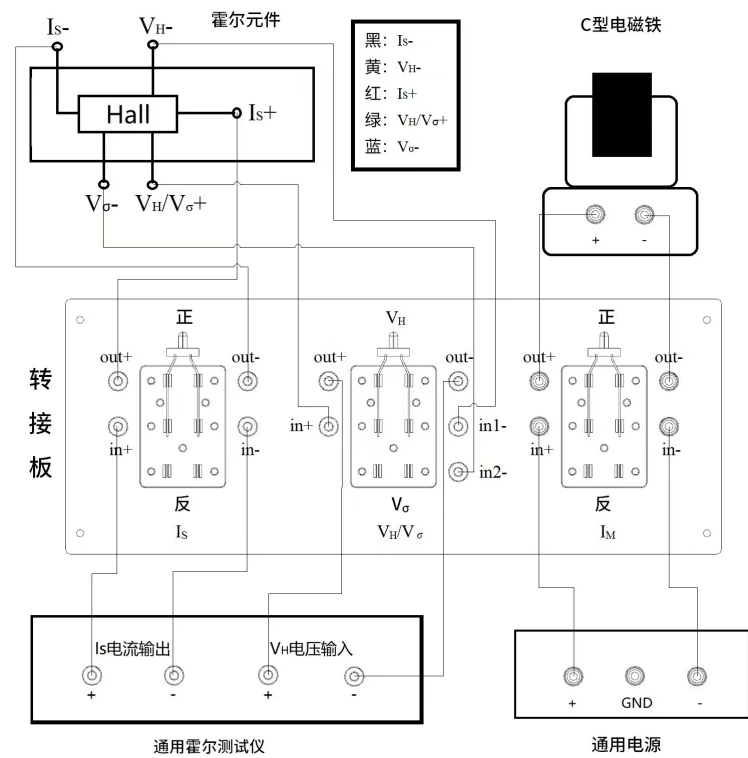 霍尔元件
C型电磁铁
IS-
VH-
黑：IS-
黄：VH-
红：IS+
绿：VH/Vσ+
蓝：Vσ-
Hall
IS+
Vσ-
VH/Vσ+
+
-
正
VH
正
out+
out-
out+
out-
out+
out-
转
接
板
in+
in-
in+
in1-
in2-
in+
in-
反
Vσ
反
IS
VH/Vσ
IM
Is电流输出
VH电压输入
+
-
+
-
+
GND
-
通用霍尔测试仪
通用电源